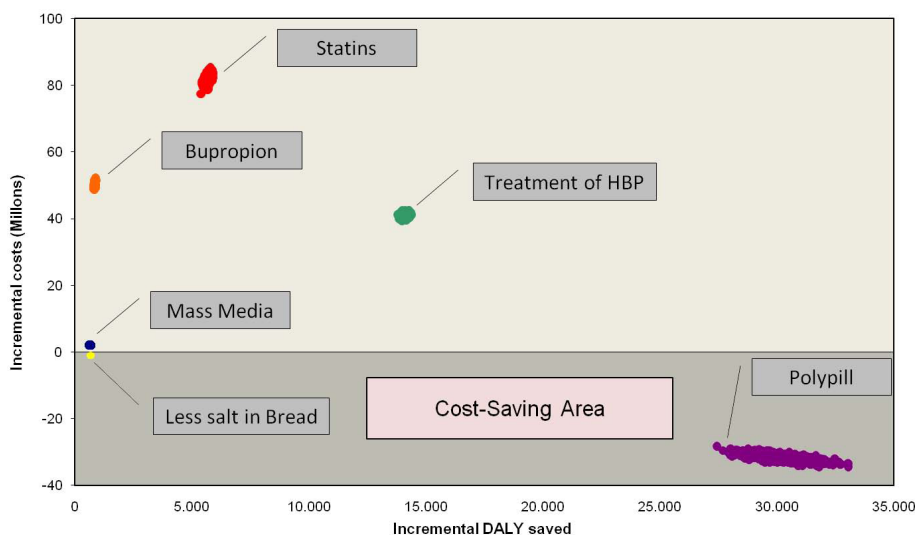 100
80
60
40
20
0
-20
-40
Incremental costs (Millons)
Statins
Bupropion
Treatment of HBP
Mass Media
Less salt in Bread
Cost-Saving Area
Polypill
0 5.000 10.000 15.000 20.000 25.000 30.000 35.000
Incremental DALY saved